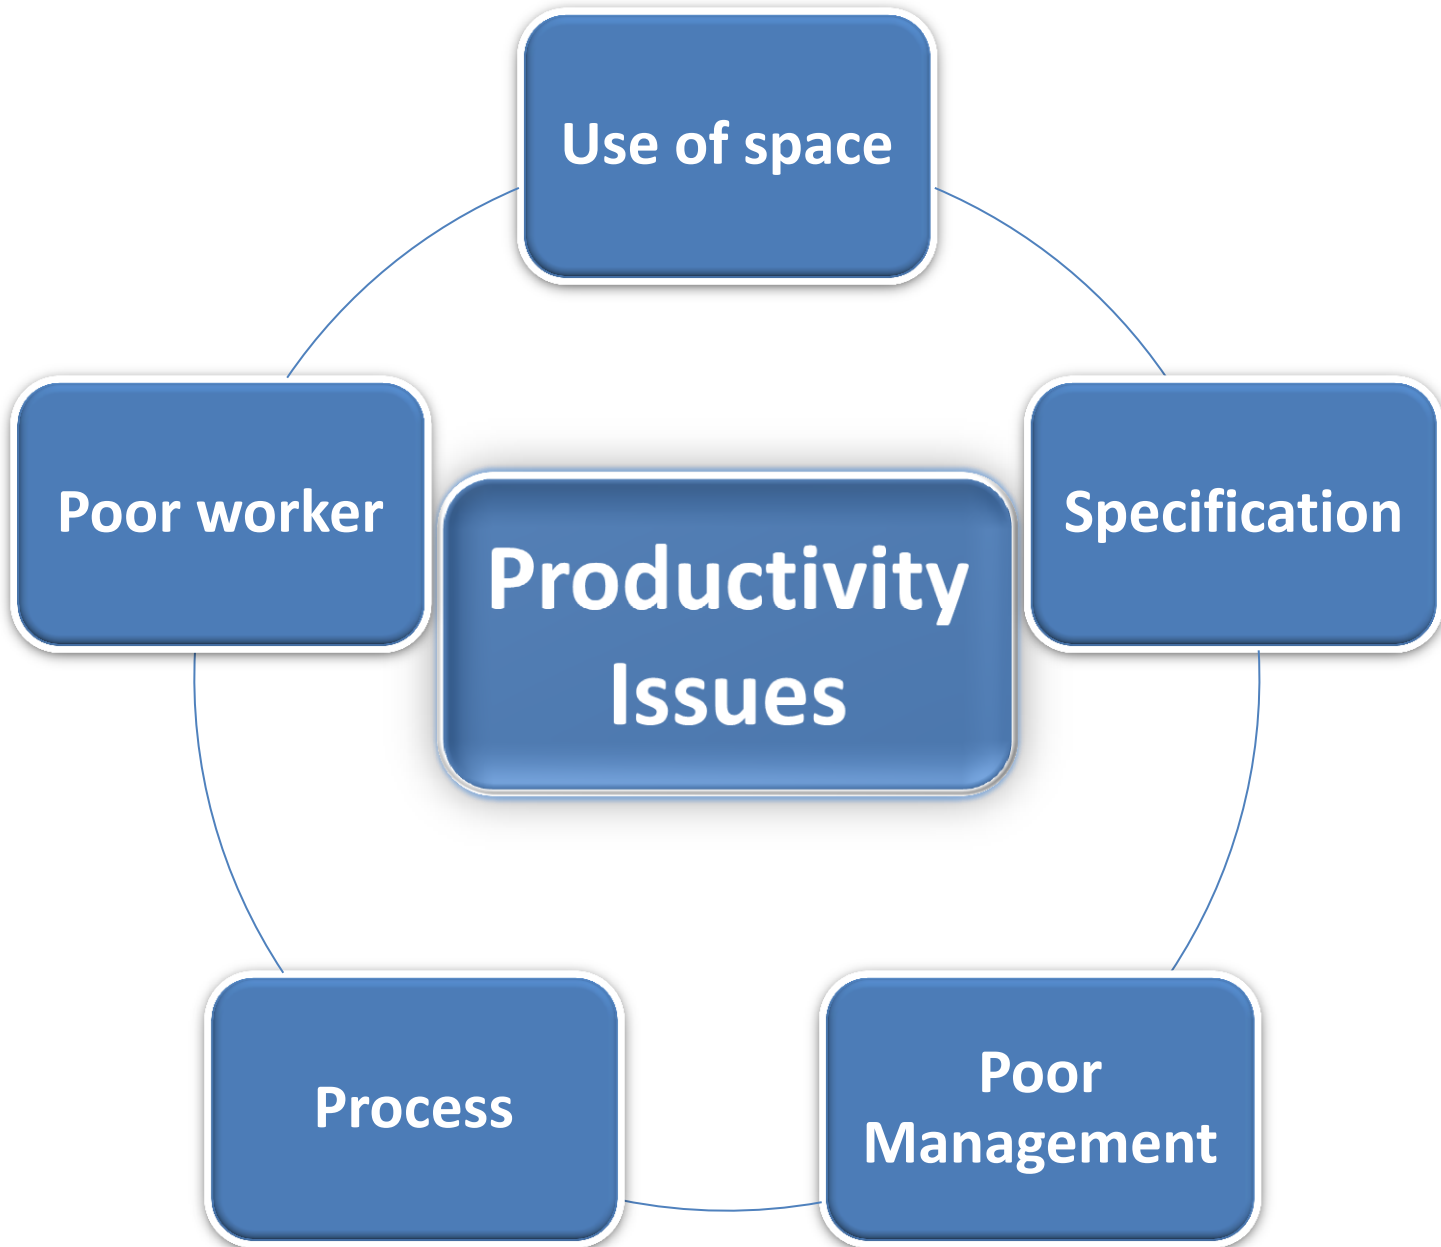 Use of space
Poor worker
Specification
Productivity
Issues
Process
Poor
Management